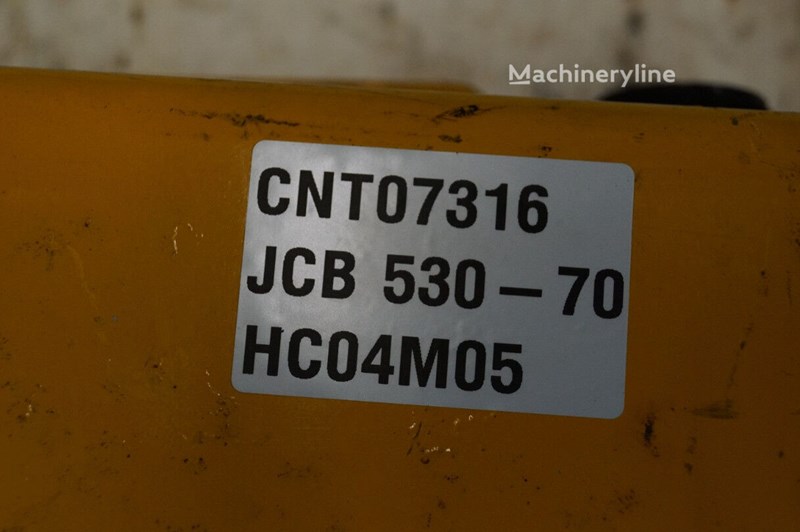 Machineryline
CNT07316
JCB 530 – 70
HC04M05